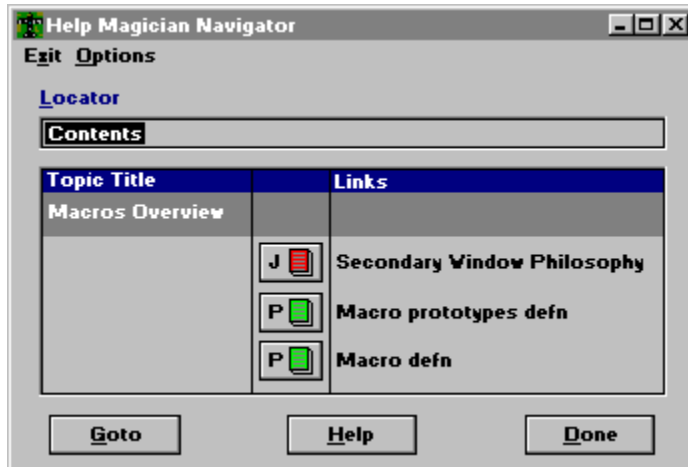 Help Magician Navigator
Exit Options
Locator
Contents
Topic Title Links
Macros Overview
J Secondary Window Philosophy
P Macro prototypes defn
P Macro defn
Goto Help Done